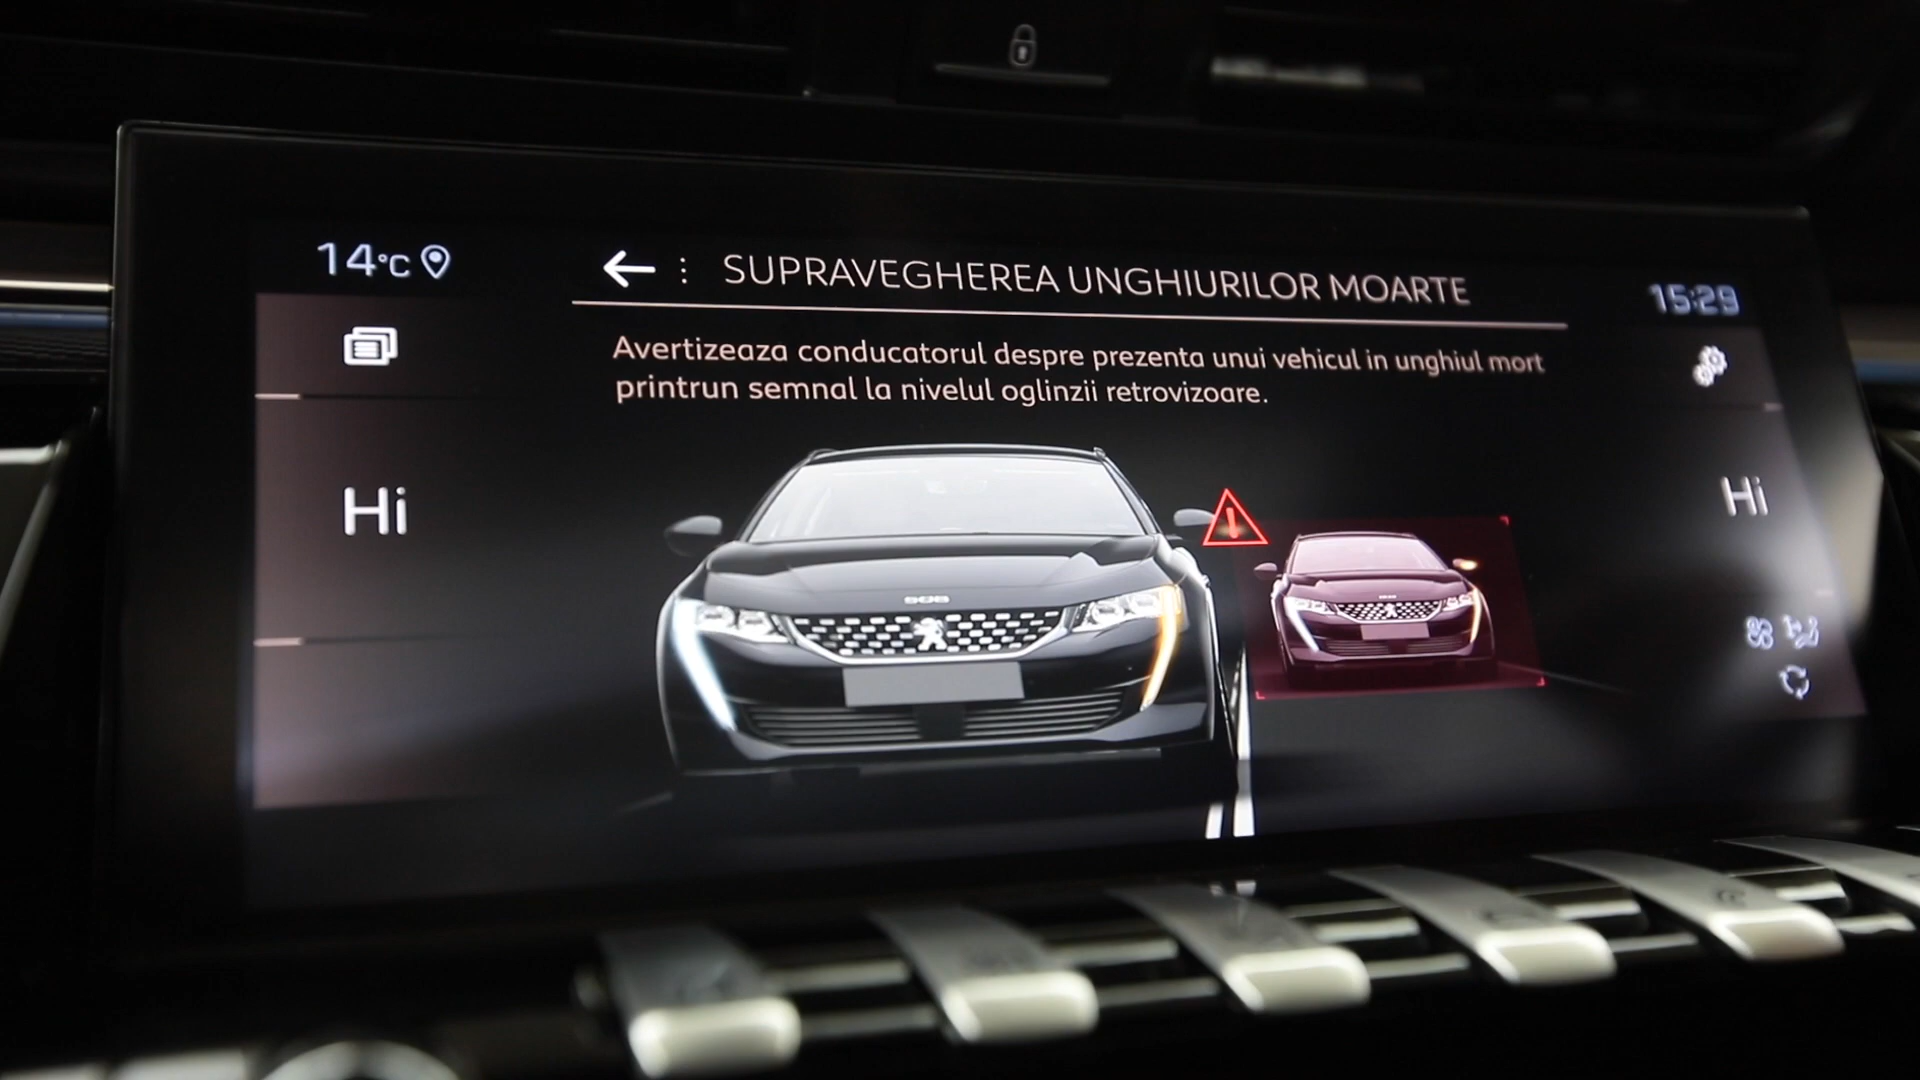 14°C
SUPRAVEGHEREA UNGHIURILOR MOARTE
15:29
Avertizeaza conducatorul despre prezenta unui vehicul in unghiul mort
printrun semnal la nivelul oglinzii retrovizoare.
Hi
Hi
508